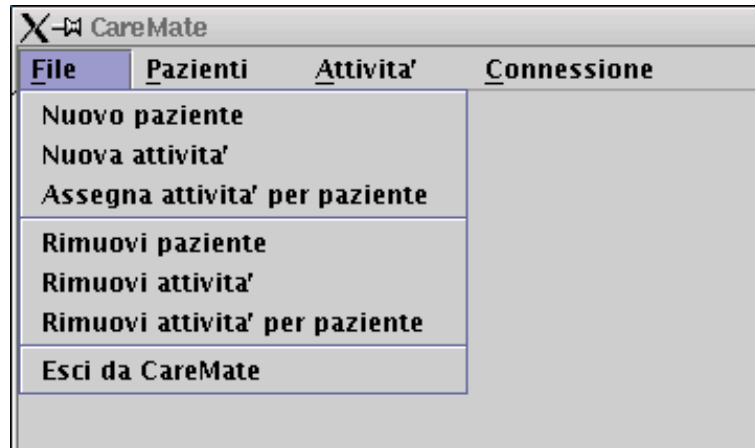 CareMate
File Pazienti Attivita' Connessione
Nuovo paziente
Nuova attivita'
Assegna attivita' per paziente
Rimuovi paziente
Rimuovi attivita'
Rimuovi attivita' per paziente
Esci da CareMate